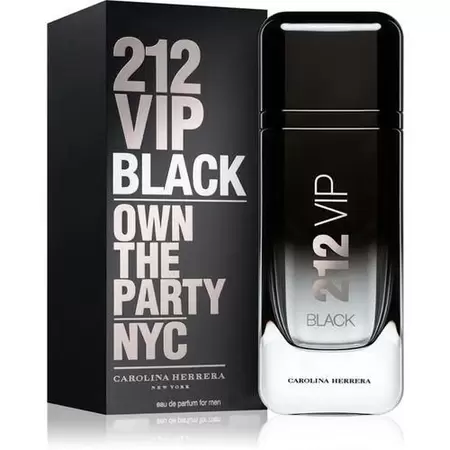 212
VIP
BLACK
OWN
THE
PARTY
NYC
CAROLINA HERRERA
NEW YORK
eau de parfum for men
212 VIP
BLACK
CAROLINA HERRERA